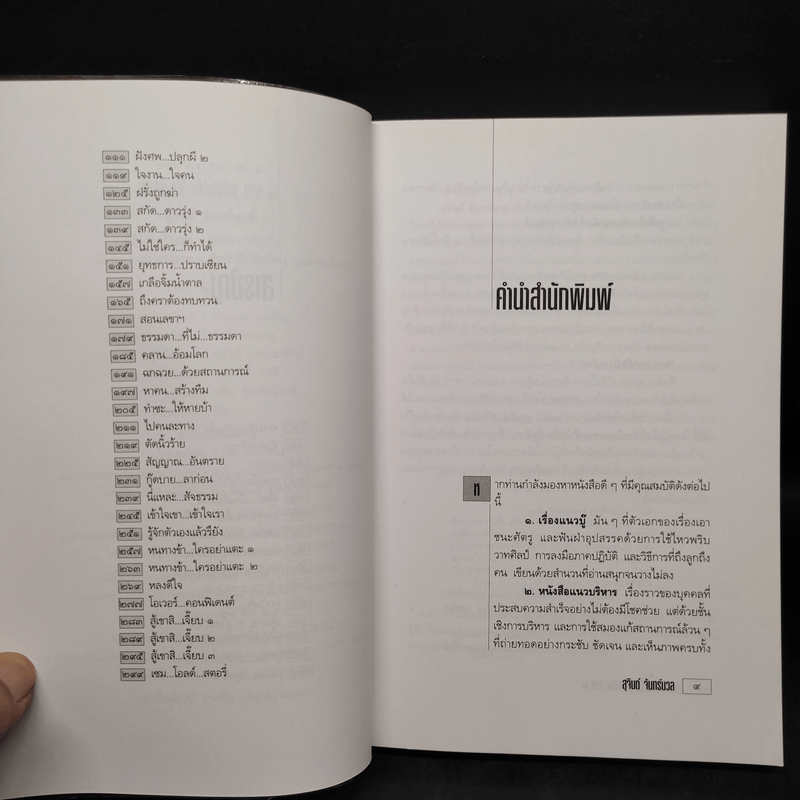 ๑๑๑ ฝังศพ...ปลุกผี ๒
๑๑๙ ใจงาน...ใจคน
๑๒๕ ฝรั่งถูกฆ่า
๑๓๓ สกัด...ดาวรุ่ง ๑
๑๓๙ สกัด...ดาวรุ่ง ๒
๑๔๕ ไม่ใช่ใคร...ก็ทำได้
๑๕๑ ยุทธการ...ปราบเซียน
๑๕๗ เกลือจิ้มน้ำตาล
๑๖๕ ถึงคราต้องทบทวน
๑๗๑ สอนเลขาฯ
๑๗๙ ธรรมดา...ที่ไม่...ธรรมดา
๑๘๕ คลาน...อ้อมโลก
๑๙๑ ฉกฉวย...ด้วยสถานการณ์
๑๙๗ หาคน...สร้างทีม
๒๐๕ ทำซะ...ให้หายบ้า
๒๑๑ ไปคนละทาง
๒๑๙ ตัดนิ้วร้าย
๒๒๕ สัญญาณ...อันตราย
๒๓๑ กู๊ดบาย...ลาก่อน
๒๓๙ นี่แหละ...สัจธรรม
๒๔๕ เข้าใจเขา...เข้าใจเรา
๒๕๑ รู้จักตัวเองแล้วรึยัง
๒๕๗ หนทางข้า...ใครอย่าแตะ ๑
๒๖๓ หนทางข้า...ใครอย่าแตะ ๒
๒๖๙ หลงดีใจ
๒๗๗ โอเวอร์...คอนฟิเดนต์
๒๘๓ สู้เขาสิ...เจี๊ยบ ๑
๒๘๙ สู้เขาสิ...เจี๊ยบ ๒
๒๙๕ สู้เขาสิ...เจี๊ยบ ๓
๒๙๙ เซม...โอลด์...สตอรี่
คำนำสำนักพิมพ์
หากท่านกำลังมองหาหนังสือดี ๆ ที่มีคุณสมบัติดังต่อไป
นี้
๑. เรื่องแนวบู๊ มัน ๆ ที่ตัวเอกของเรื่องเอา
ชนะศัตรู และฟันฝ่าอุปสรรคด้วยการใช้ไหวพริบ
วาทศิลป์ การลงมือภาคปฏิบัติ และวิธีการที่ถึงลูกถึง
คน เขียนด้วยสำนวนที่อ่านสนุกจนวางไม่ลง
๒. หนังสือแนวบริหาร เรื่องราวของบุคคลที่
ประสบความสำเร็จอย่างไม่ต้องมีโชคช่วย แต่ด้วยชั้น
เชิงการบริหาร และการใช้สมองแก้สถานการณ์ล้วน ๆ
ที่ถ่ายทอดอย่างกระชับ ชัดเจน และเห็นภาพครบทั้ง
สุจินต์ จันทร์นวล ๙